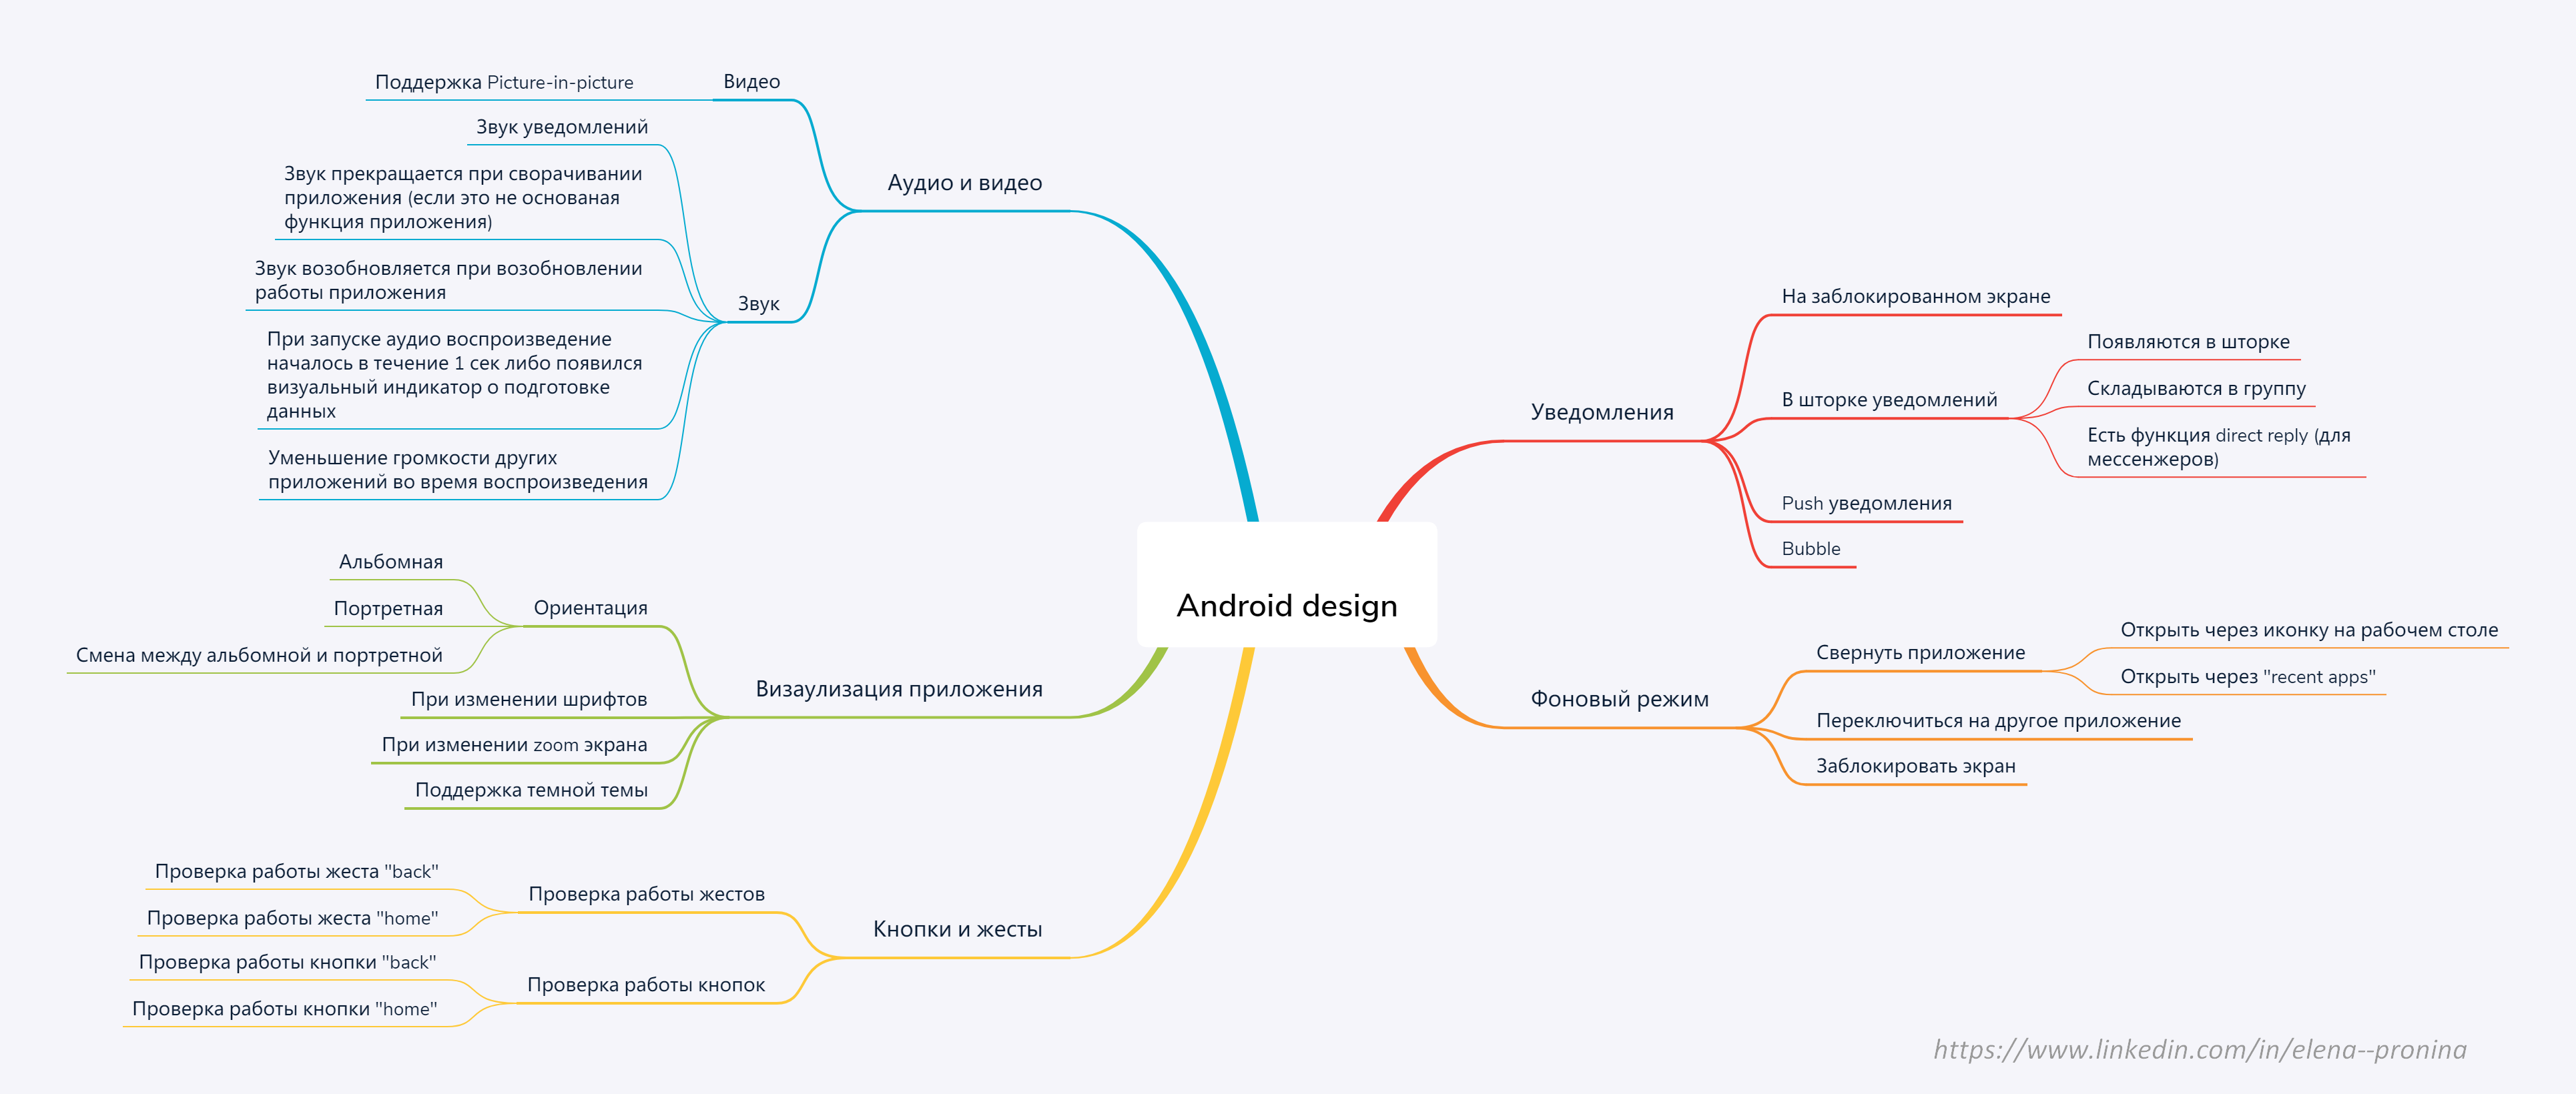 Android design
Аудио и видео
Видео
Поддержка Picture-in-picture
Звук
Звук уведомлений
Звук прекращается при сворачивании
приложения (если это не основаная
функция приложения)
Звук возобновляется при возобновлении
работы приложения
При запуске аудио воспроизведение
началось в течение 1 сек либо появился
визуальный индикатор о подготовке
данных
Уменьшение громкости других
приложений во время воспроизведения
Визаулизация приложения
Ориентация
Альбомная
Портретная
Смена между альбомной и портретной
При изменении шрифтов
При изменении zoom экрана
Поддержка темной темы
Кнопки и жесты
Проверка работы жестов
Проверка работы жеста "back"
Проверка работы жеста "home"
Проверка работы кнопок
Проверка работы кнопки "back"
Проверка работы кнопки "home"
Уведомления
На заблокированном экране
В шторке уведомлений
Появляются в шторке
Складываются в группу
Есть функция direct reply (для
мессенжеров)
Push уведомления
Bubble
Фоновый режим
Свернуть приложение
Открыть через иконку на рабочем столе
Открыть через "recent apps"
Переключиться на другое приложение
Заблокировать экран
https://www.linkedin.com/in/elena--pronina